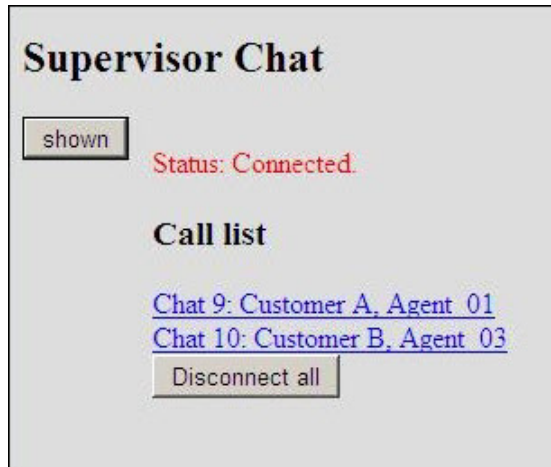 Supervisor Chat
shown
Status: Connected.
Call list
Chat 9: Customer A, Agent_01
Chat 10: Customer B, Agent_03
Disconnect all